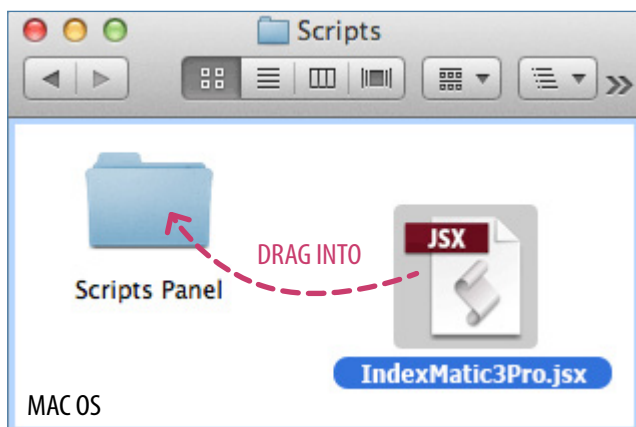 Scripts
JSX
DRAG INTO
Scripts Panel
IndexMatic3Pro.jsx
MAC OS